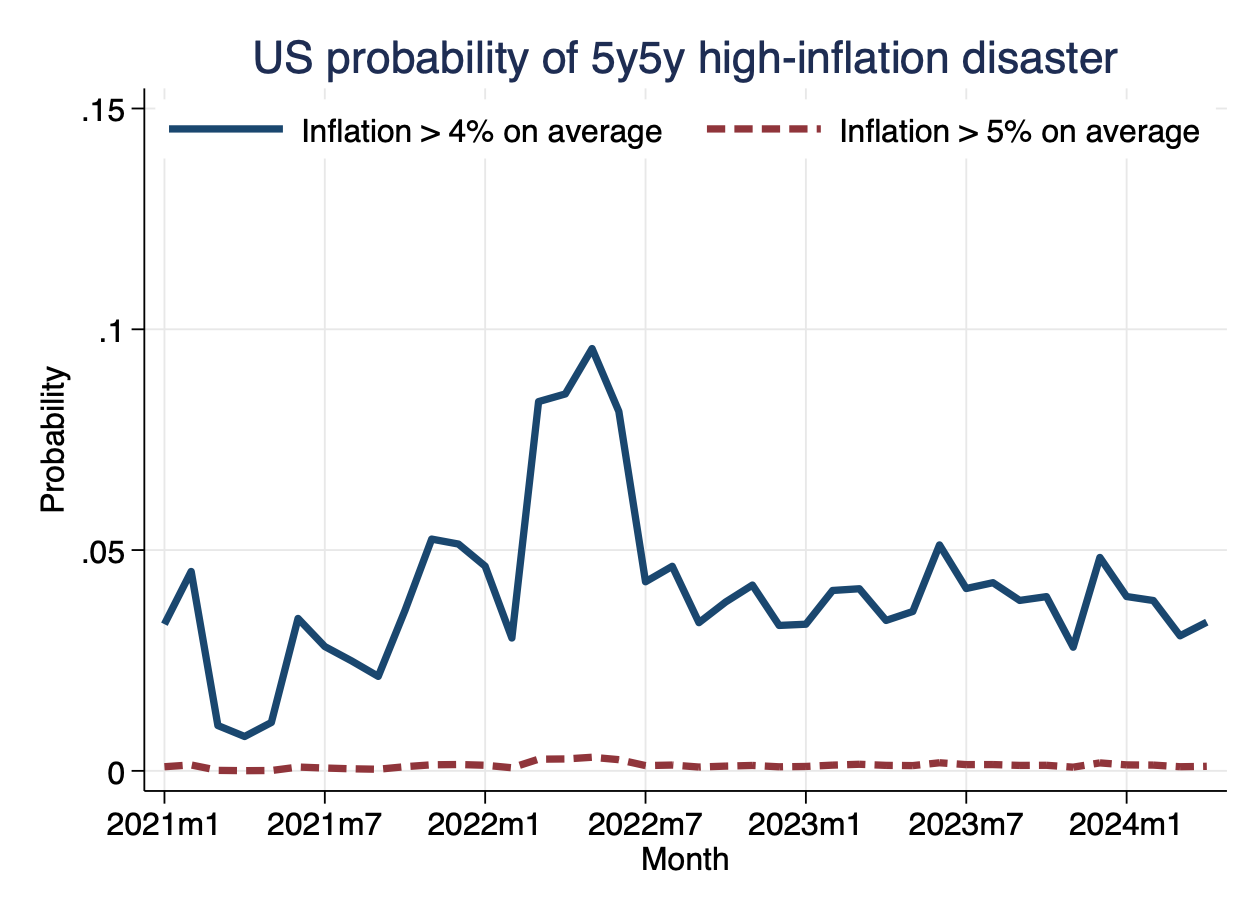 US probability of 5y5y high-inflation disaster
.15
Inflation > 4% on average Inflation > 5% on average
.1
Probability
.05
0
2021m1 2021m7 2022m1 2022m7 2023m1 2023m7 2024m1
Month